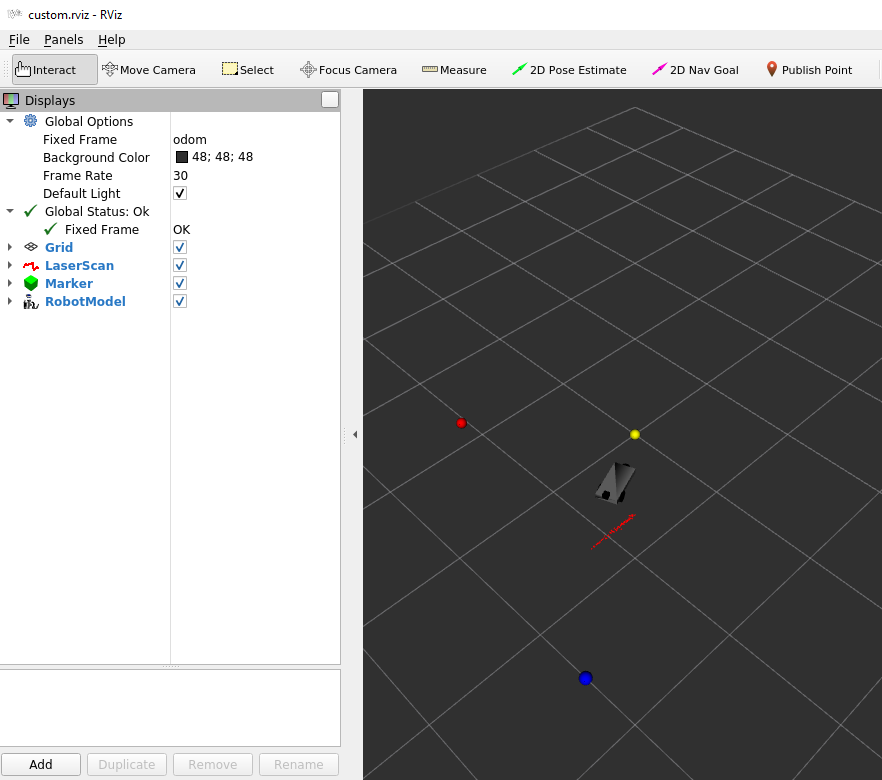 custom.rviz - RViz
File Panels Help
Interact Move Camera Select Focus Camera Measure 2D Pose Estimate 2D Nav Goal Publish Point
Displays
Global Options
Fixed Frame odom
Background Color 48; 48; 48
Frame Rate 30
Default Light
Global Status: Ok
Fixed Frame OK
Grid
LaserScan
Marker
RobotModel
Add Duplicate Remove Rename